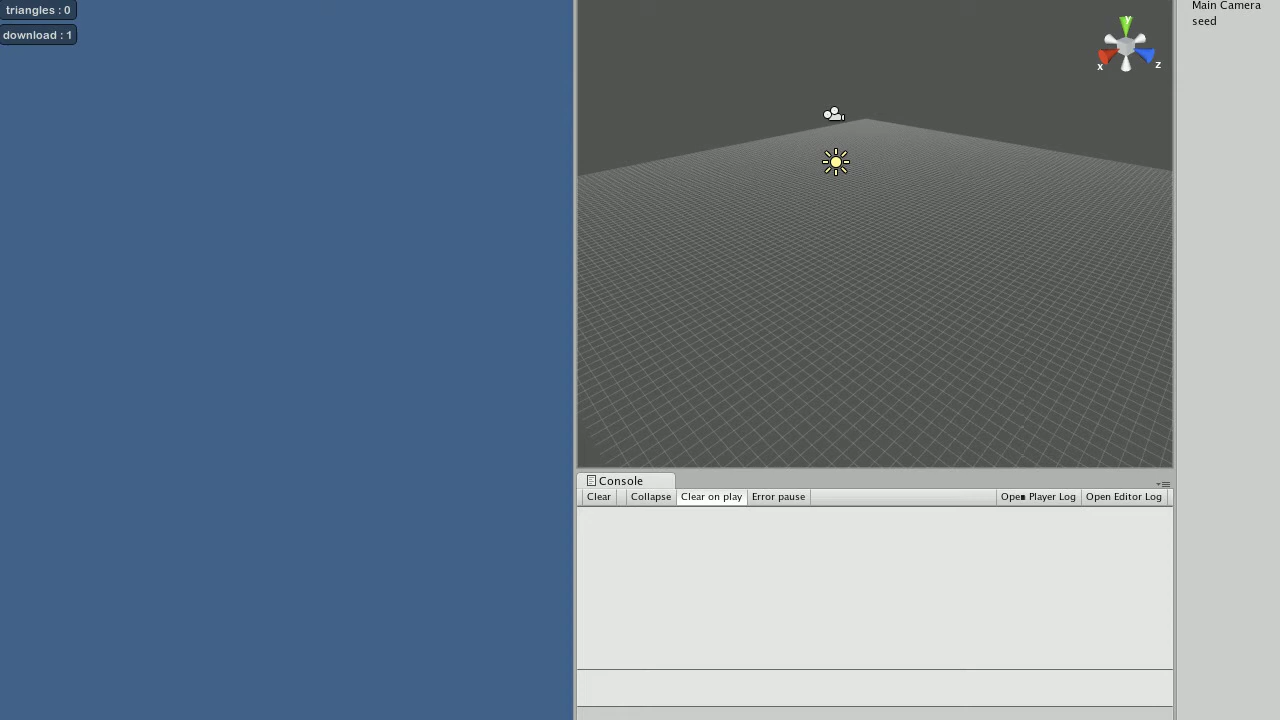 triangles : 0
download : 1
y
x
z
Console
Clear
Collapse
Clear on play
Error pause
Open Player Log
Open Editor Log
Main Camera
seed